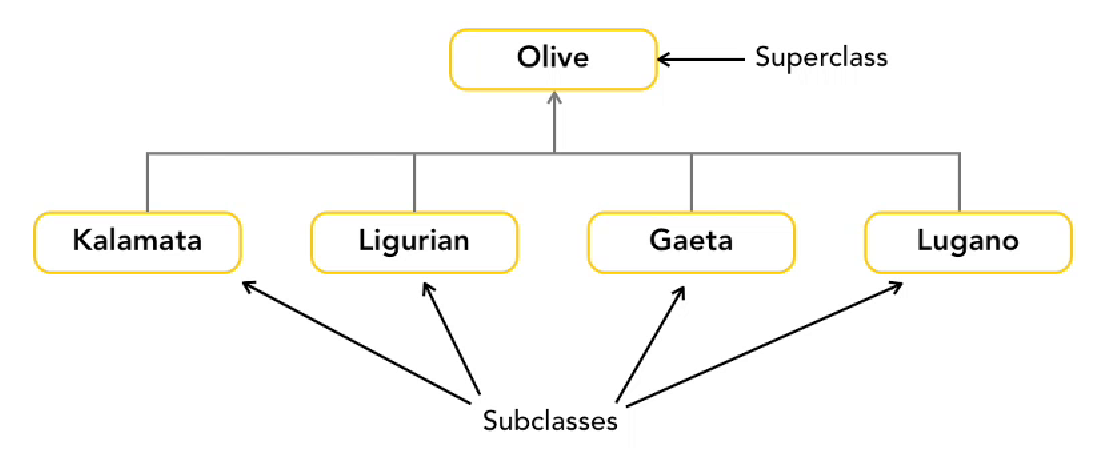 Olive
Superclass
Kalamata
Ligurian
Gaeta
Lugano
Subclasses